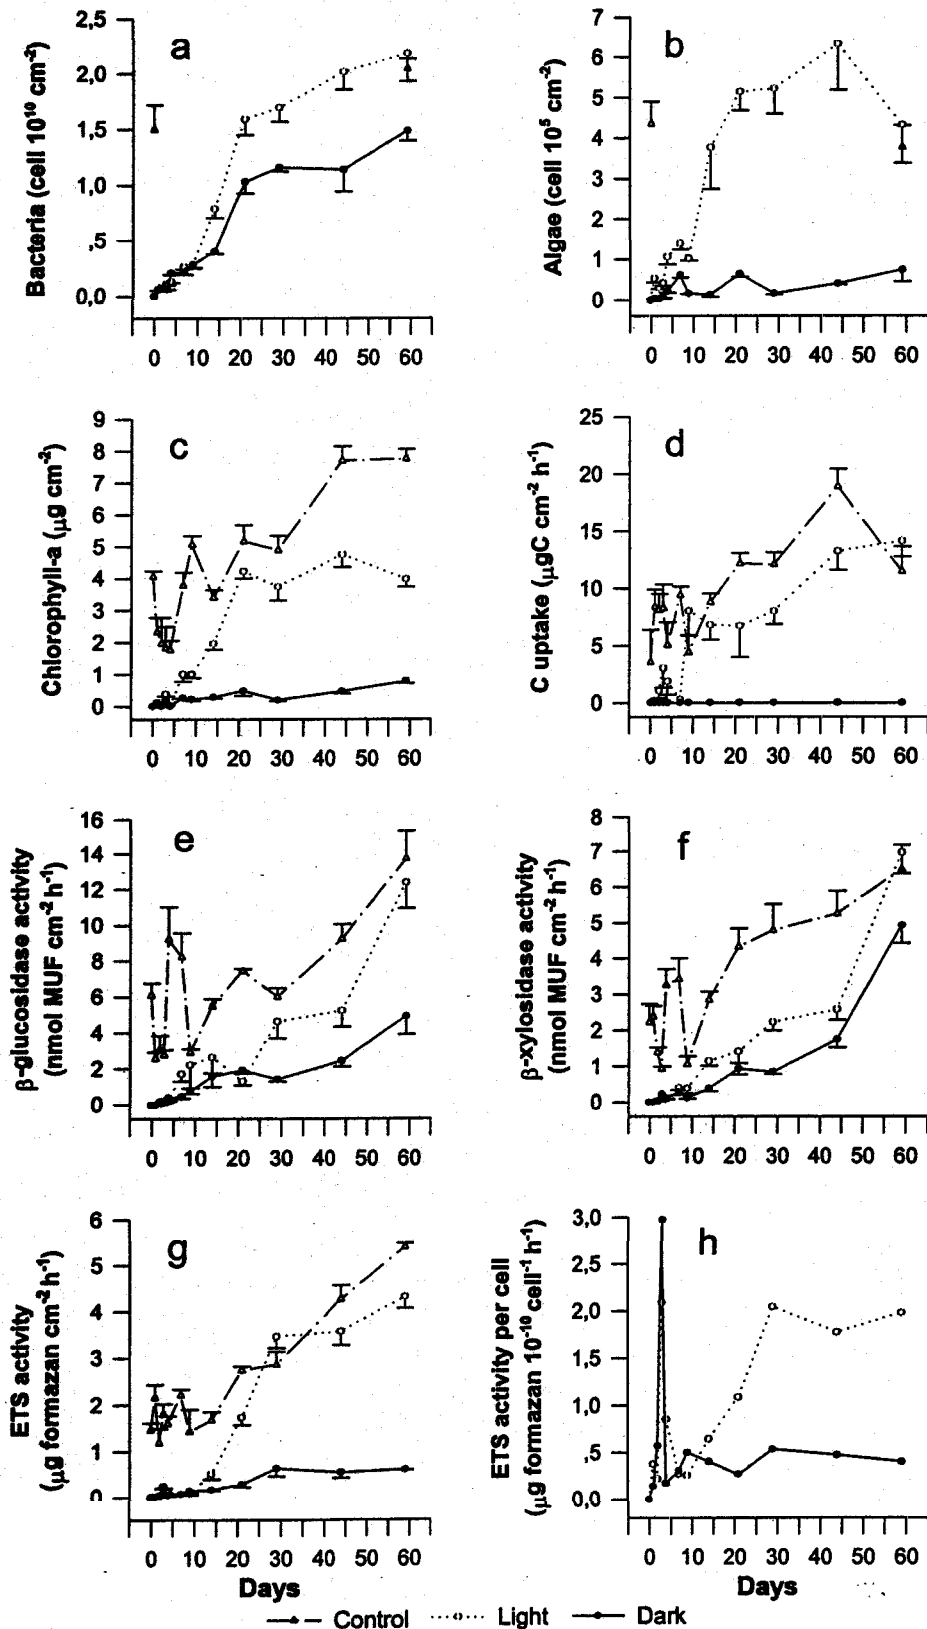 a
Bacteria (cell 10¹⁰ cm⁻²)
2,5
2,0
1,5
1,0
,5
0,0
0 10 20 30 40 50 60
b
Algae (cell 10⁵ cm⁻²)
7
6
5
4
3
2
1
0
0 10 20 30 40 50 60
c
Chlorophyll-a (μg cm⁻²)
9
8
7
6
5
4
3
2
1
0
0 10 20 30 40 50 60
d
C uptake (μgC cm⁻² h⁻¹)
25
20
15
10
5
0
0 10 20 30 40 50 60
e
β-glucosidase activity
(nmol MUF cm⁻² h⁻¹)
16
14
12
10
8
6
4
2
0
0 10 20 30 40 50 60
f
β-xylosidase activity
(nmol MUF cm⁻² h⁻¹)
8
7
6
5
4
3
2
1
0
0 10 20 30 40 50 60
g
ETS activity
(μg formazan cm⁻² h⁻¹)
6
5
4
3
2
1
0
0 10 20 30 40 50 60
Days
h
ETS activity per cell
(μg formazan 10⁻¹⁰ cell⁻¹ h⁻¹)
3,0
2,5
2,0
1,5
1,0
,5
0,0
0 10 20 30 40 50 60
Days
Control Light Dark